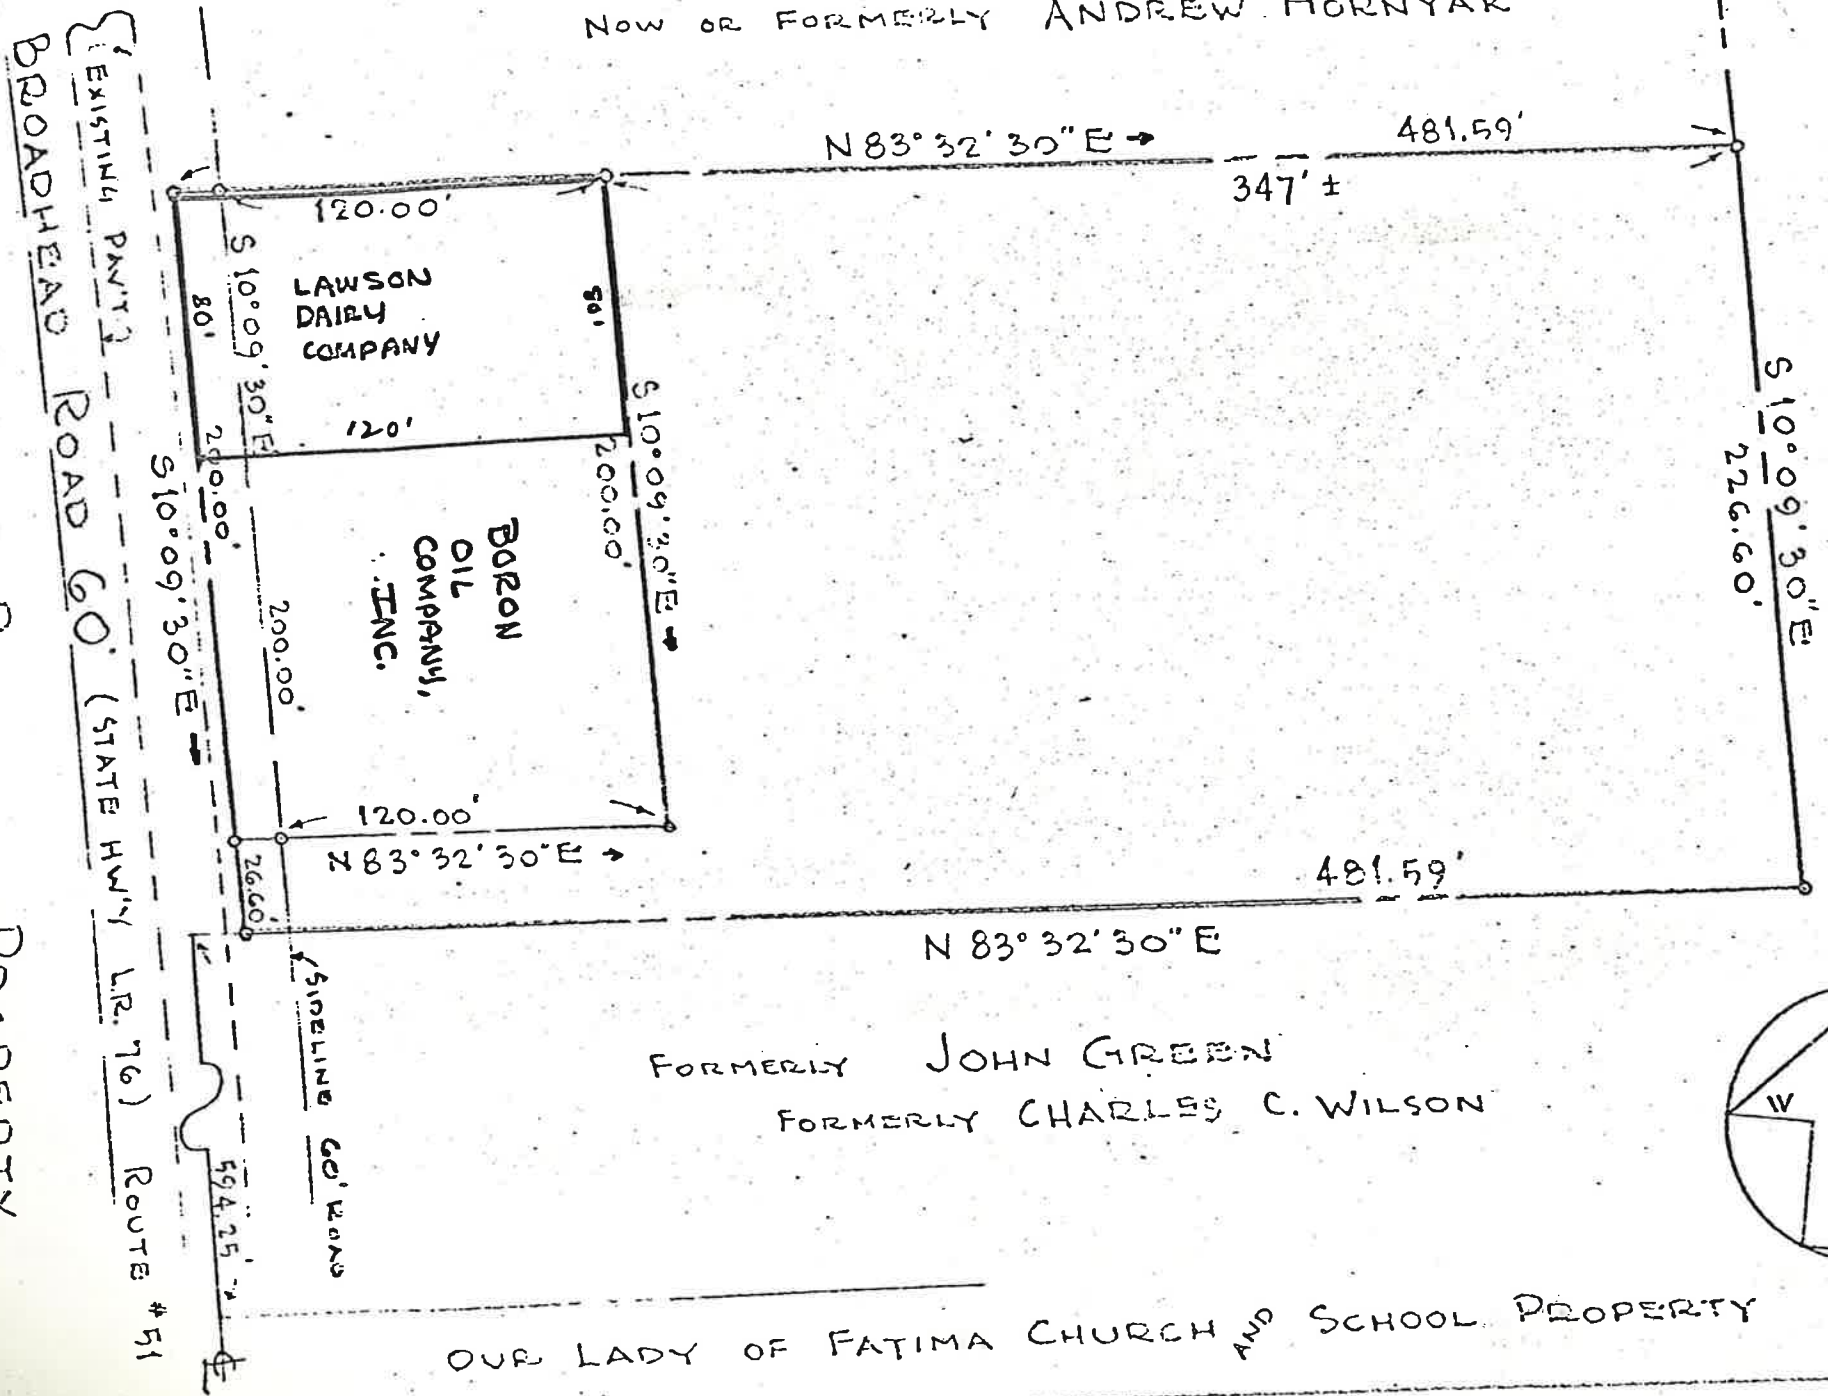 NOW OR FORMERLY ANDREW HORNYAK
N 83° 32' 30" E →
481.59'
347' ±
120.00'
S 10° 09' 30" E
80'
LAWSON
DAIRY
COMPANY
80'
120'
S 10° 09' 30" E →
200.00'
200.00'
S 10° 09' 30" E →
BORON
OIL
COMPANY,
INC.
200.00'
120.00'
N 83° 32' 30" E →
26.60'
S 10° 09' 30" E
226.60'
481.59'
N 83° 32' 30" E
{EXISTING PAV'T}
BROADHEAD ROAD 60' (STATE HW'Y L.R. 76) ROUTE #51
SIDELINE 60' ROAD
594.25'
FORMERLY JOHN GREEN
FORMERLY CHARLES C. WILSON
W
OUR LADY OF FATIMA CHURCH AND SCHOOL PROPERTY
PROPERTY